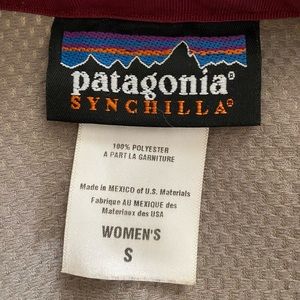 patagonia®
SYNCHILLA®
100% POLYESTER
A PART LA GARNITURE
Made in MEXICO of U.S. Materials
Fabrique AU MEXIQUE des
Materiaux des USA
WOMEN'S
S